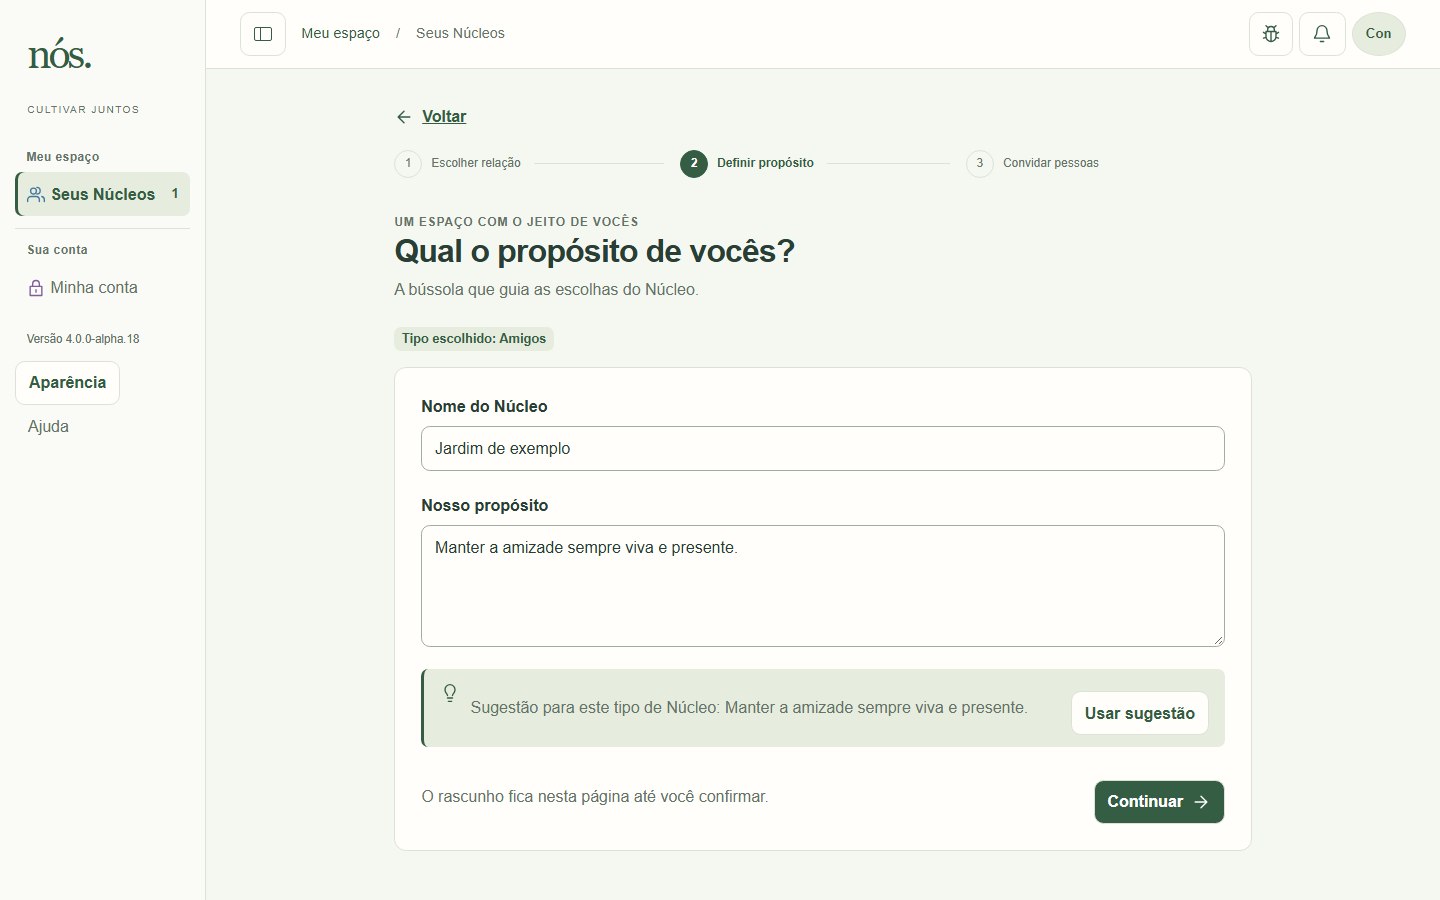 nós.
CULTIVAR JUNTOS
Meu espaço
Seus Núcleos 1
Sua conta
Minha conta
Versão 4.0.0-alpha.18
Aparência
Ajuda
Meu espaço / Seus Núcleos
Con
Voltar
1 Escolher relação
2 Definir propósito
3 Convidar pessoas
UM ESPAÇO COM O JEITO DE VOCÊS
Qual o propósito de vocês?
A bússola que guia as escolhas do Núcleo.
Tipo escolhido: Amigos
Nome do Núcleo
Jardim de exemplo
Nosso propósito
Manter a amizade sempre viva e presente.
Sugestão para este tipo de Núcleo: Manter a amizade sempre viva e presente.
Usar sugestão
O rascunho fica nesta página até você confirmar.
Continuar